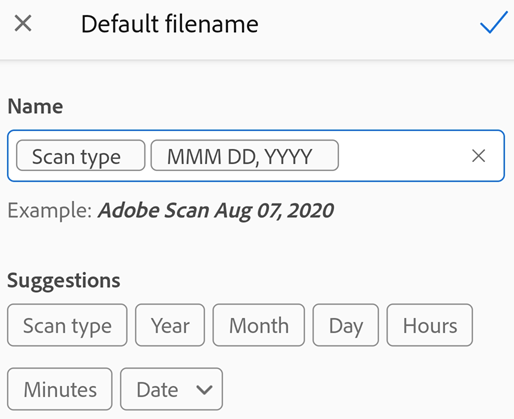 Default filename
Name
Scan type MMM DD, YYYY
Example: Adobe Scan Aug 07, 2020
Suggestions
Scan type Year Month Day Hours
Minutes Date